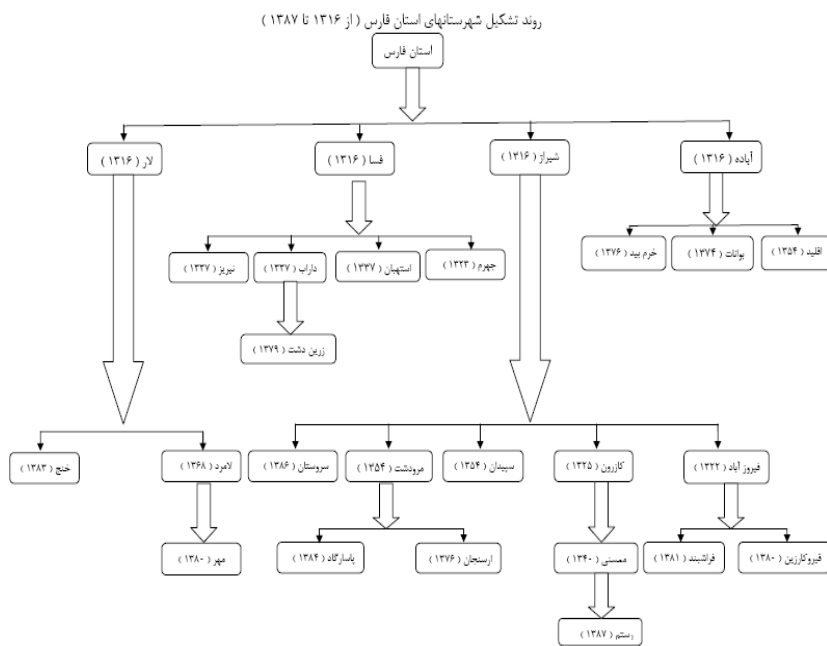 روند تشکیل شهرستانهای استان فارس ( از ۱۳۱۶ تا ۱۳۸۷ )
استان فارس
آباده ( ۱۳۱۶ )
شیراز ( ۱۳۱۶ )
فسا ( ۱۳۱۶ )
لار ( ۱۳۱۶ )
اقلید ( ۱۳۵۴ )
بوانات ( ۱۳۷۴ )
خرم بید ( ۱۳۷۶ )
جهرم ( ۱۳۲۳ )
استهبان ( ۱۳۳۷ )
داراب ( ۱۳۳۷ )
نیریز ( ۱۳۳۷ )
زرین دشت ( ۱۳۷۹ )
فیروز آباد ( ۱۳۲۲ )
کازرون ( ۱۳۲۵ )
سپیدان ( ۱۳۵۴ )
مرودشت ( ۱۳۵۴ )
سروستان ( ۱۳۸۶ )
لامرد ( ۱۳۶۸ )
خنج ( ۱۳۸۳ )
قیروکارزین ( ۱۳۸۰ )
فراشبند ( ۱۳۸۱ )
ممسنی ( ۱۳۴۰ )
ارسنجان ( ۱۳۷۶ )
پاسارگاد ( ۱۳۸۴ )
مهر ( ۱۳۸۰ )
رستم ( ۱۳۸۷ )